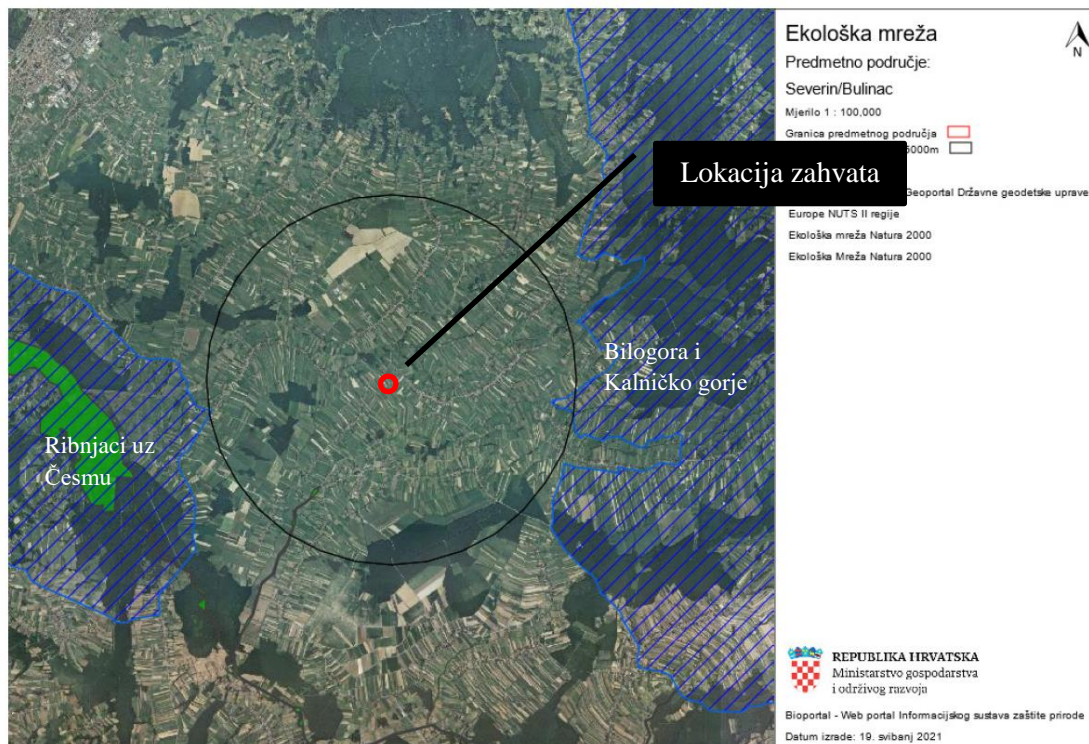 Ekološka mreža
N
Predmetno područje:
Severin/Bulinac
Mjerilo 1 : 100,000
Granica predmetnog područja
5000m
Lokacija zahvata
Geoportal Državne geodetske uprave
Europe NUTS II regije
Ekološka mreža Natura 2000
Ekološka Mreža Natura 2000
Bilogora i
Kalničko gorje
Ribnjaci uz
Česmu
REPUBLIKA HRVATSKA
Ministarstvo gospodarstva
i održivog razvoja
Bioportal - Web portal Informacijskog sustava zaštite prirode
Datum izrade: 19. svibanj 2021